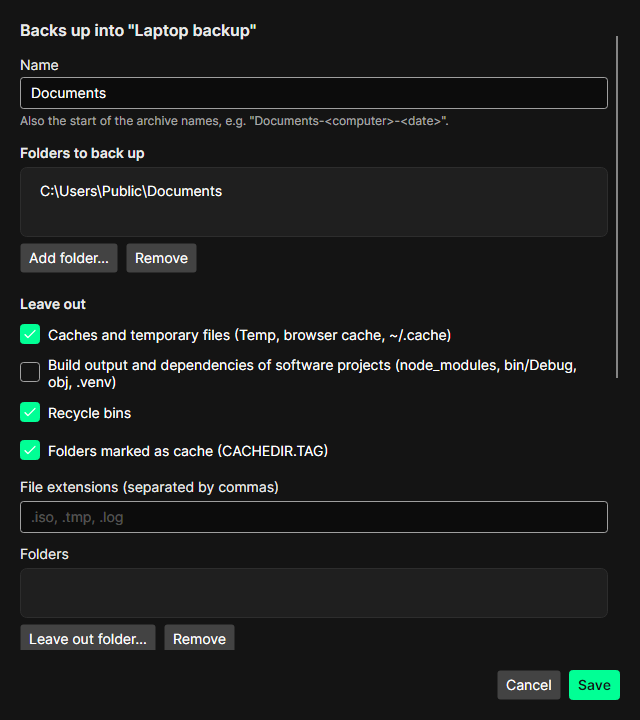 Backs up into "Laptop backup"
Name
Documents
Also the start of the archive names, e.g. "Documents-<computer>-<date>".
Folders to back up
C:\Users\Public\Documents
Add folder... Remove
Leave out
Caches and temporary files (Temp, browser cache, ~/.cache)
Build output and dependencies of software projects (node_modules, bin/Debug,
obj, .venv)
Recycle bins
Folders marked as cache (CACHEDIR.TAG)
File extensions (separated by commas)
.iso, .tmp, .log
Folders
Leave out folder... Remove
Cancel Save